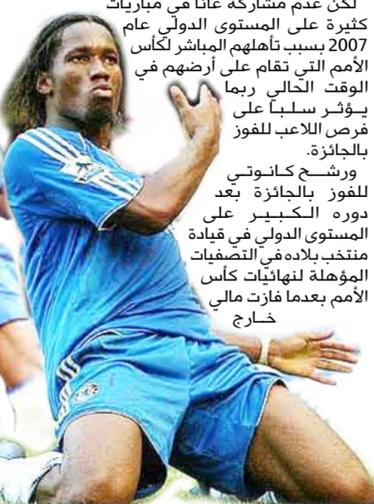 لكن عدم مشاركة غانا في مباريات
كثيرة على المستوى الدولي عام
2007 بسبب تأهلهم المباشر لكأس
الأمم التي تقام على أرضهم في
الوقت الحالي ربما
يؤثر سلبا على
فرص اللاعب للفوز
بالجائزة.
ورشح كانوتي
للفوز بالجائزة بعد
دوره الكبير على
المستوى الدولي في قيادة
منتخب بلاده في التصفيات
المؤهلة لنهائيات كأس
الأمم بعدما فازت مالي
خارج